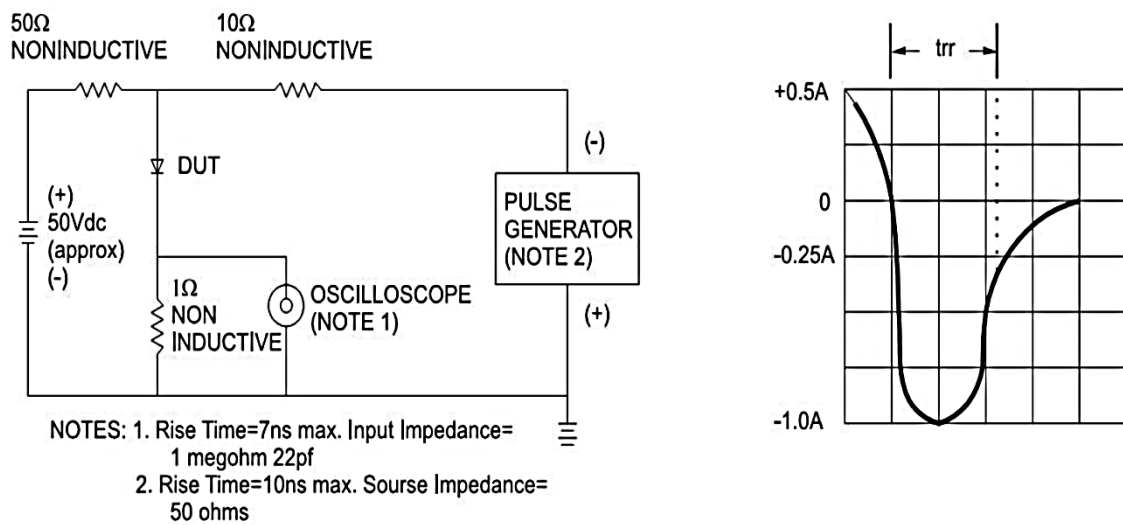 50Ω
NONINDUCTIVE
10Ω
NONINDUCTIVE
DUT
(+)
50Vdc
(approx)
(-)
1Ω
NON
INDUCTIVE
OSCILLOSCOPE
(NOTE 1)
(-)
PULSE
GENERATOR
(NOTE 2)
(+)
NOTES: 1. Rise Time=7ns max. Input Impedance=
1 megohm 22pf
2. Rise Time=10ns max. Sourse Impedance=
50 ohms
trr
+0.5A
0
-0.25A
-1.0A